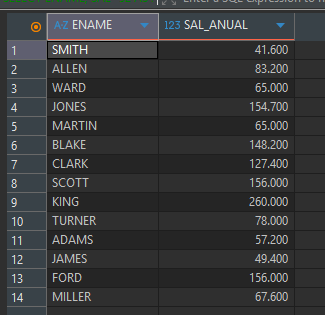 Enter a SQL expression to
A-Z ENAME 123 SAL_ANUAL
1 SMITH 41.600
2 ALLEN 83.200
3 WARD 65.000
4 JONES 154.700
5 MARTIN 65.000
6 BLAKE 148.200
7 CLARK 127.400
8 SCOTT 156.000
9 KING 260.000
10 TURNER 78.000
11 ADAMS 57.200
12 JAMES 49.400
13 FORD 156.000
14 MILLER 67.600